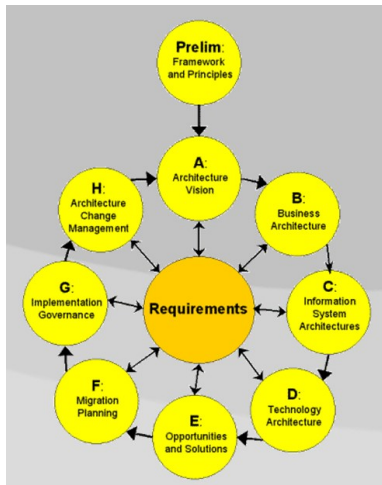 Prelim:
Framework
and Principles
A:
Architecture
Vision
H:
Architecture
Change
Management
B:
Business
Architecture
G:
Implementation
Governance
Requirements
C:
Information
System
Architectures
F:
Migration
Planning
D:
Technology
Architecture
E:
Opportunities
and Solutions